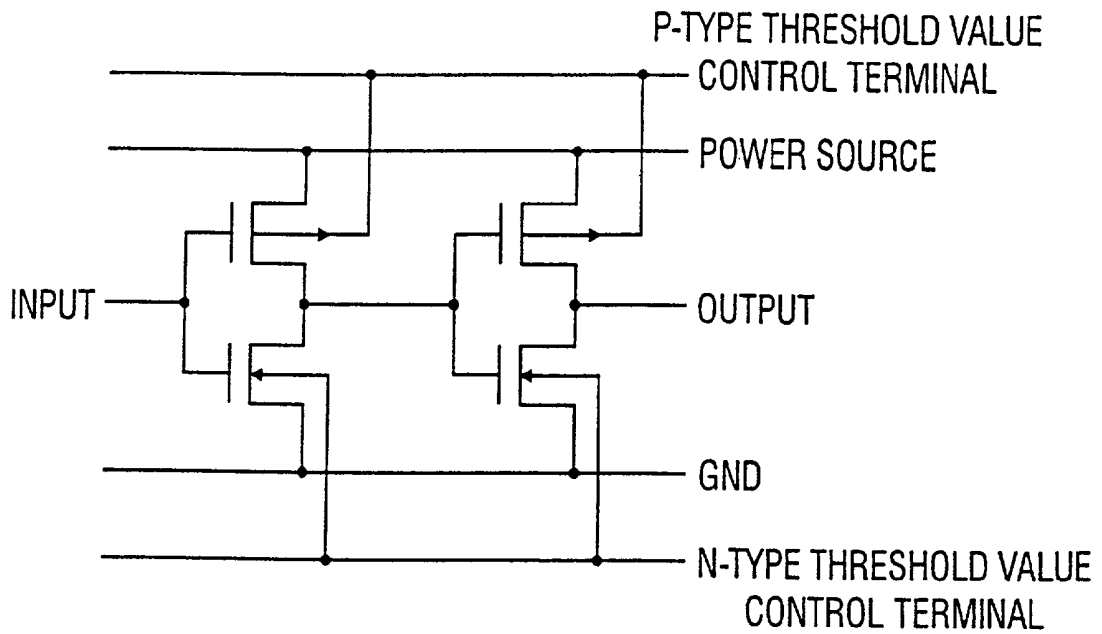 P-TYPE THRESHOLD VALUE
CONTROL TERMINAL
POWER SOURCE
INPUT
OUTPUT
GND
N-TYPE THRESHOLD VALUE
CONTROL TERMINAL